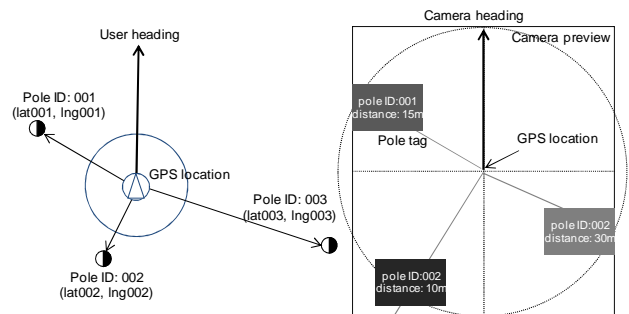 User heading
Pole ID: 001
(lat001, lng001)
GPS location
Pole ID: 003
(lat003, lng003)
Pole ID: 002
(lat002, lng002)
Camera heading
Camera preview
pole ID:001
distance: 15m
Pole tag
GPS location
pole ID:002
distance: 30m
pole ID:002
distance: 10m